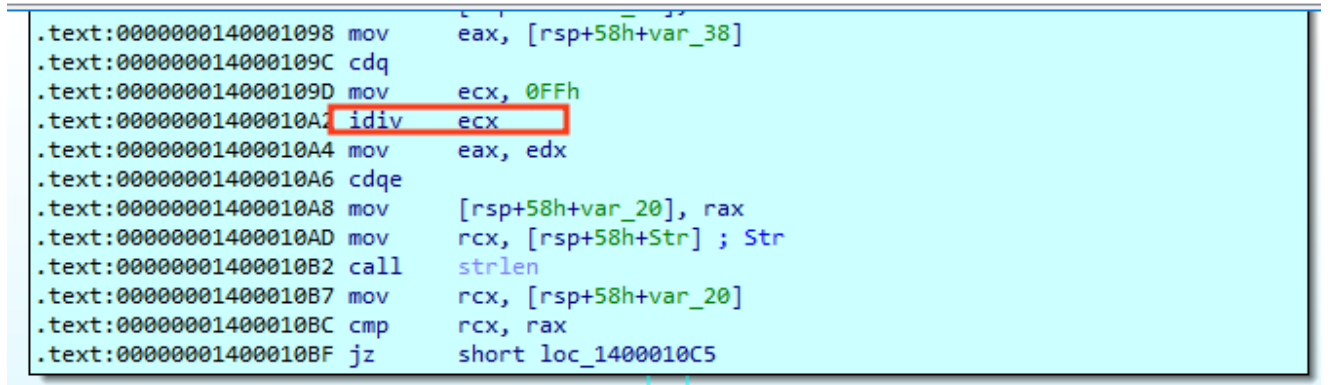 .text:0000000140001098 mov eax, [rsp+58h+var_38]
.text:000000014000109C cdq
.text:000000014000109D mov ecx, 0FFh
.text:00000001400010A2 idiv ecx
.text:00000001400010A4 mov eax, edx
.text:00000001400010A6 cdqe
.text:00000001400010A8 mov [rsp+58h+var_20], rax
.text:00000001400010AD mov rcx, [rsp+58h+Str] ; Str
.text:00000001400010B2 call strlen
.text:00000001400010B7 mov rcx, [rsp+58h+var_20]
.text:00000001400010BC cmp rcx, rax
.text:00000001400010BF jz short loc_1400010C5